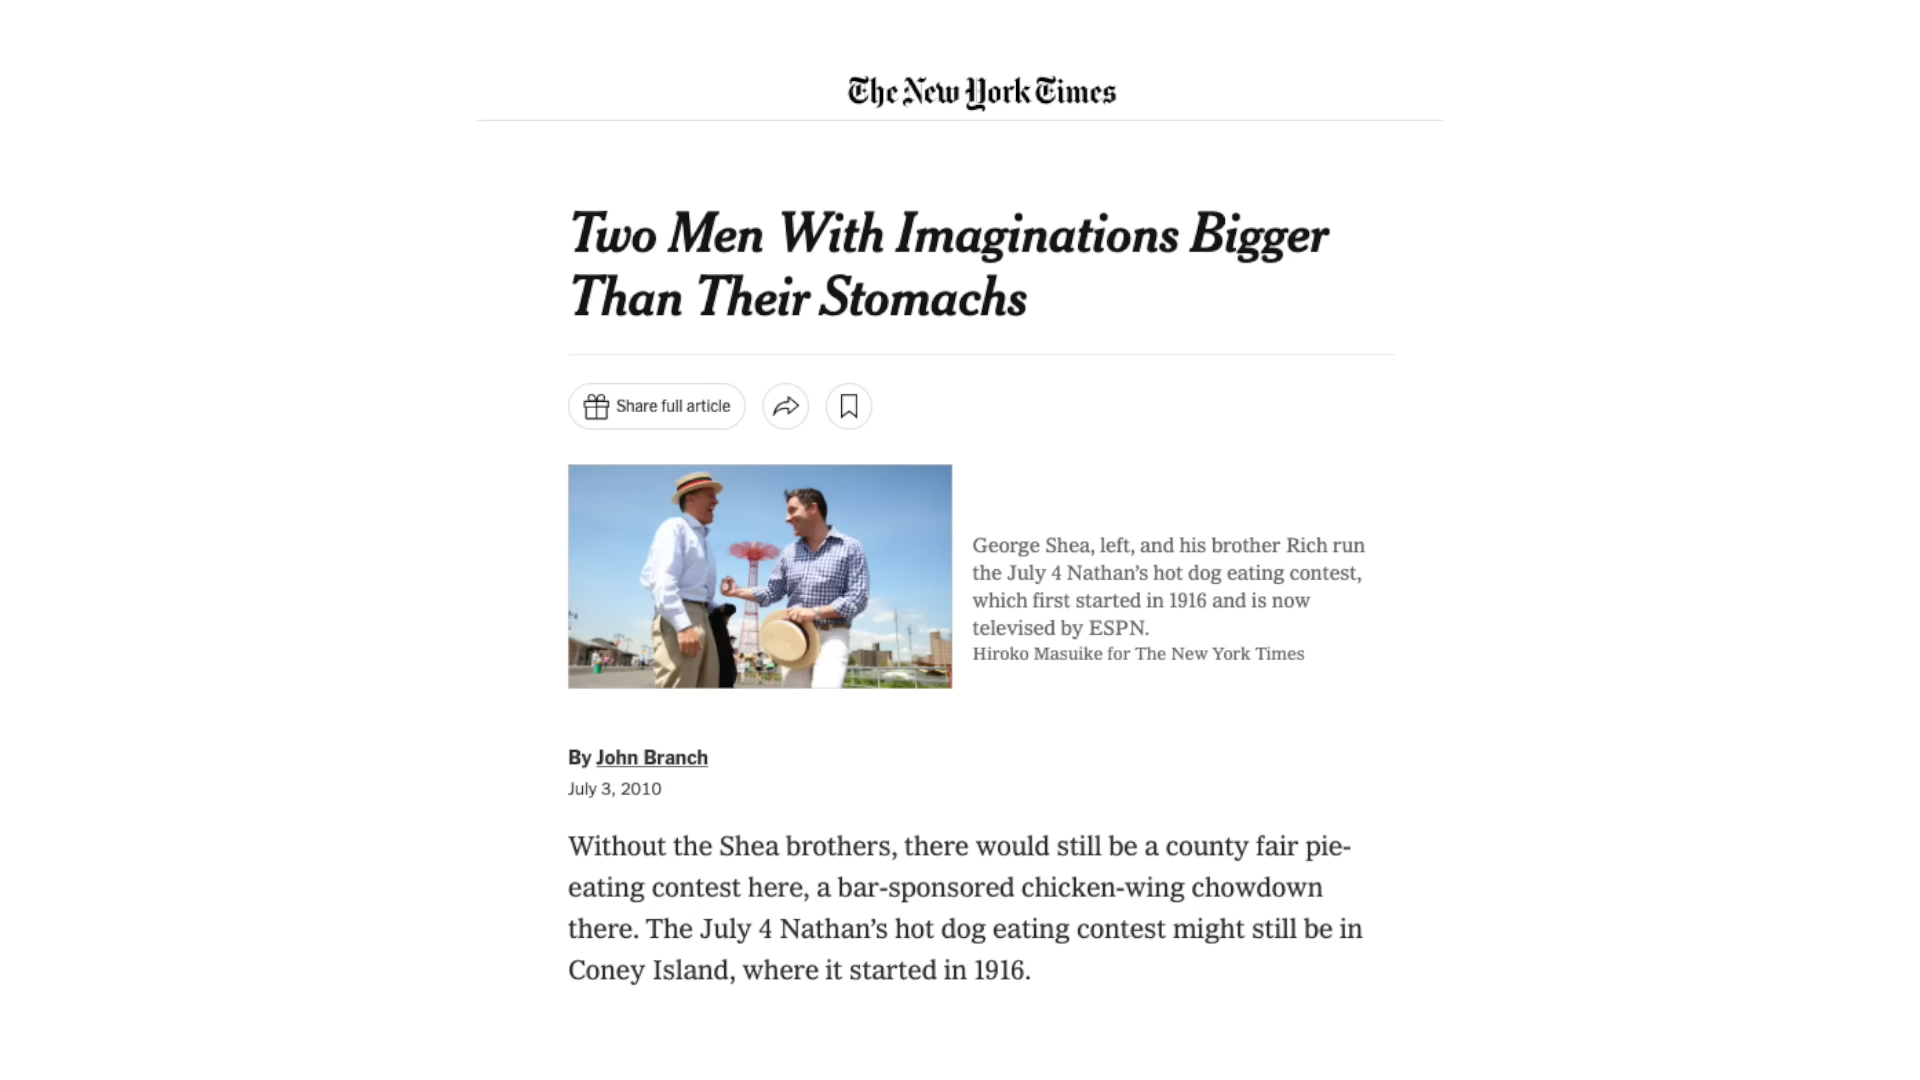 The New York Times
Two Men With Imaginations Bigger
Than Their Stomachs
Share full article
George Shea, left, and his brother Rich run
the July 4 Nathan’s hot dog eating contest,
which first started in 1916 and is now
televised by ESPN.
Hiroko Masuike for The New York Times
By John Branch
July 3, 2010
Without the Shea brothers, there would still be a county fair pie-
eating contest here, a bar-sponsored chicken-wing chowdown
there. The July 4 Nathan’s hot dog eating contest might still be in
Coney Island, where it started in 1916.